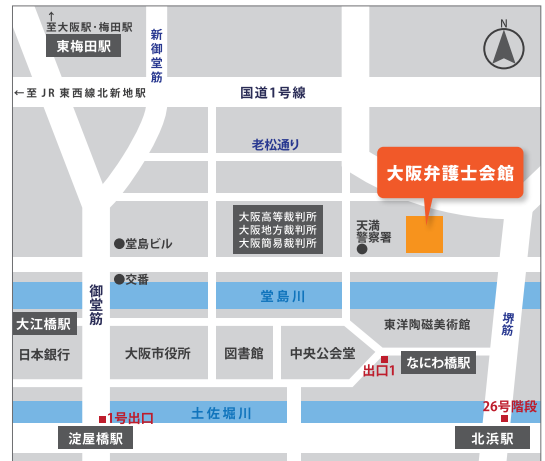 ↑
至大阪駅・梅田駅
東梅田駅
新御堂筋
N
←至JR東西線北新地駅
国道1号線
老松通り
大阪弁護士会館
大阪高等裁判所
大阪地方裁判所
大阪簡易裁判所
天満
警察署
●堂島ビル
●交番
御堂筋
堂島川
堺筋
大江橋駅
東洋陶磁美術館
日本銀行
大阪市役所
図書館
中央公会堂
なにわ橋駅
出口1
26号階段
1号出口
土佐堀川
淀屋橋駅
北浜駅